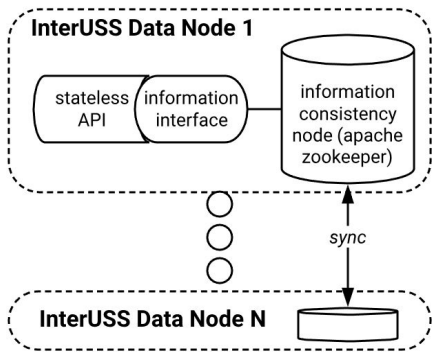 InterUSS Data Node 1
stateless
API
information
interface
information
consistency
node (apache
zookeeper)
sync
InterUSS Data Node N